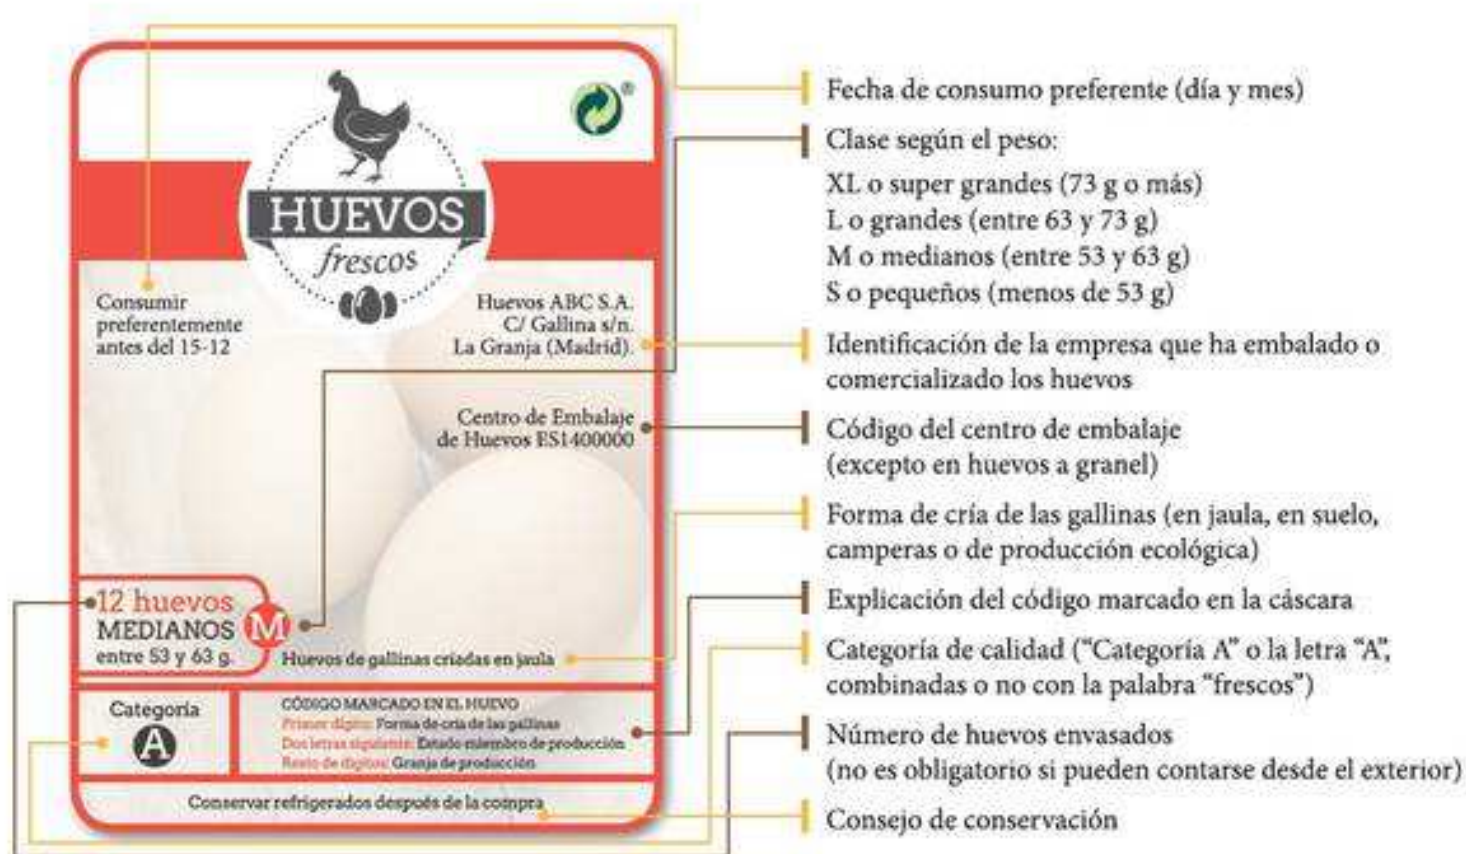 HUEVOS
frescos
®
Consumir
preferentemente
antes del 15-12
Huevos ABC S.A.
C/ Gallina s/n.
La Granja (Madrid).
Centro de Embalaje
de Huevos ES1400000
12 huevos
MEDIANOS
entre 53 y 63 g.
M
Huevos de gallinas criadas en jaula
Categoría
A
CÓDIGO MARCADO EN EL HUEVO
Primer dígito: Forma de cría de las gallinas
Dos letras siguiente: Estado miembro de producción
Resto de dígitos: Granja de producción
Conservar refrigerados después de la compra
Fecha de consumo preferente (día y mes)
Clase según el peso:
XL o super grandes (73 g o más)
L o grandes (entre 63 y 73 g)
M o medianos (entre 53 y 63 g)
S o pequeños (menos de 53 g)
Identificación de la empresa que ha embalado o
comercializado los huevos
Código del centro de embalaje
(excepto en huevos a granel)
Forma de cría de las gallinas (en jaula, en suelo,
camperas o de producción ecológica)
Explicación del código marcado en la cáscara
Categoría de calidad (“Categoría A” o la letra “A”,
combinadas o no con la palabra “frescos”)
Número de huevos envasados
(no es obligatorio si pueden contarse desde el exterior)
Consejo de conservación